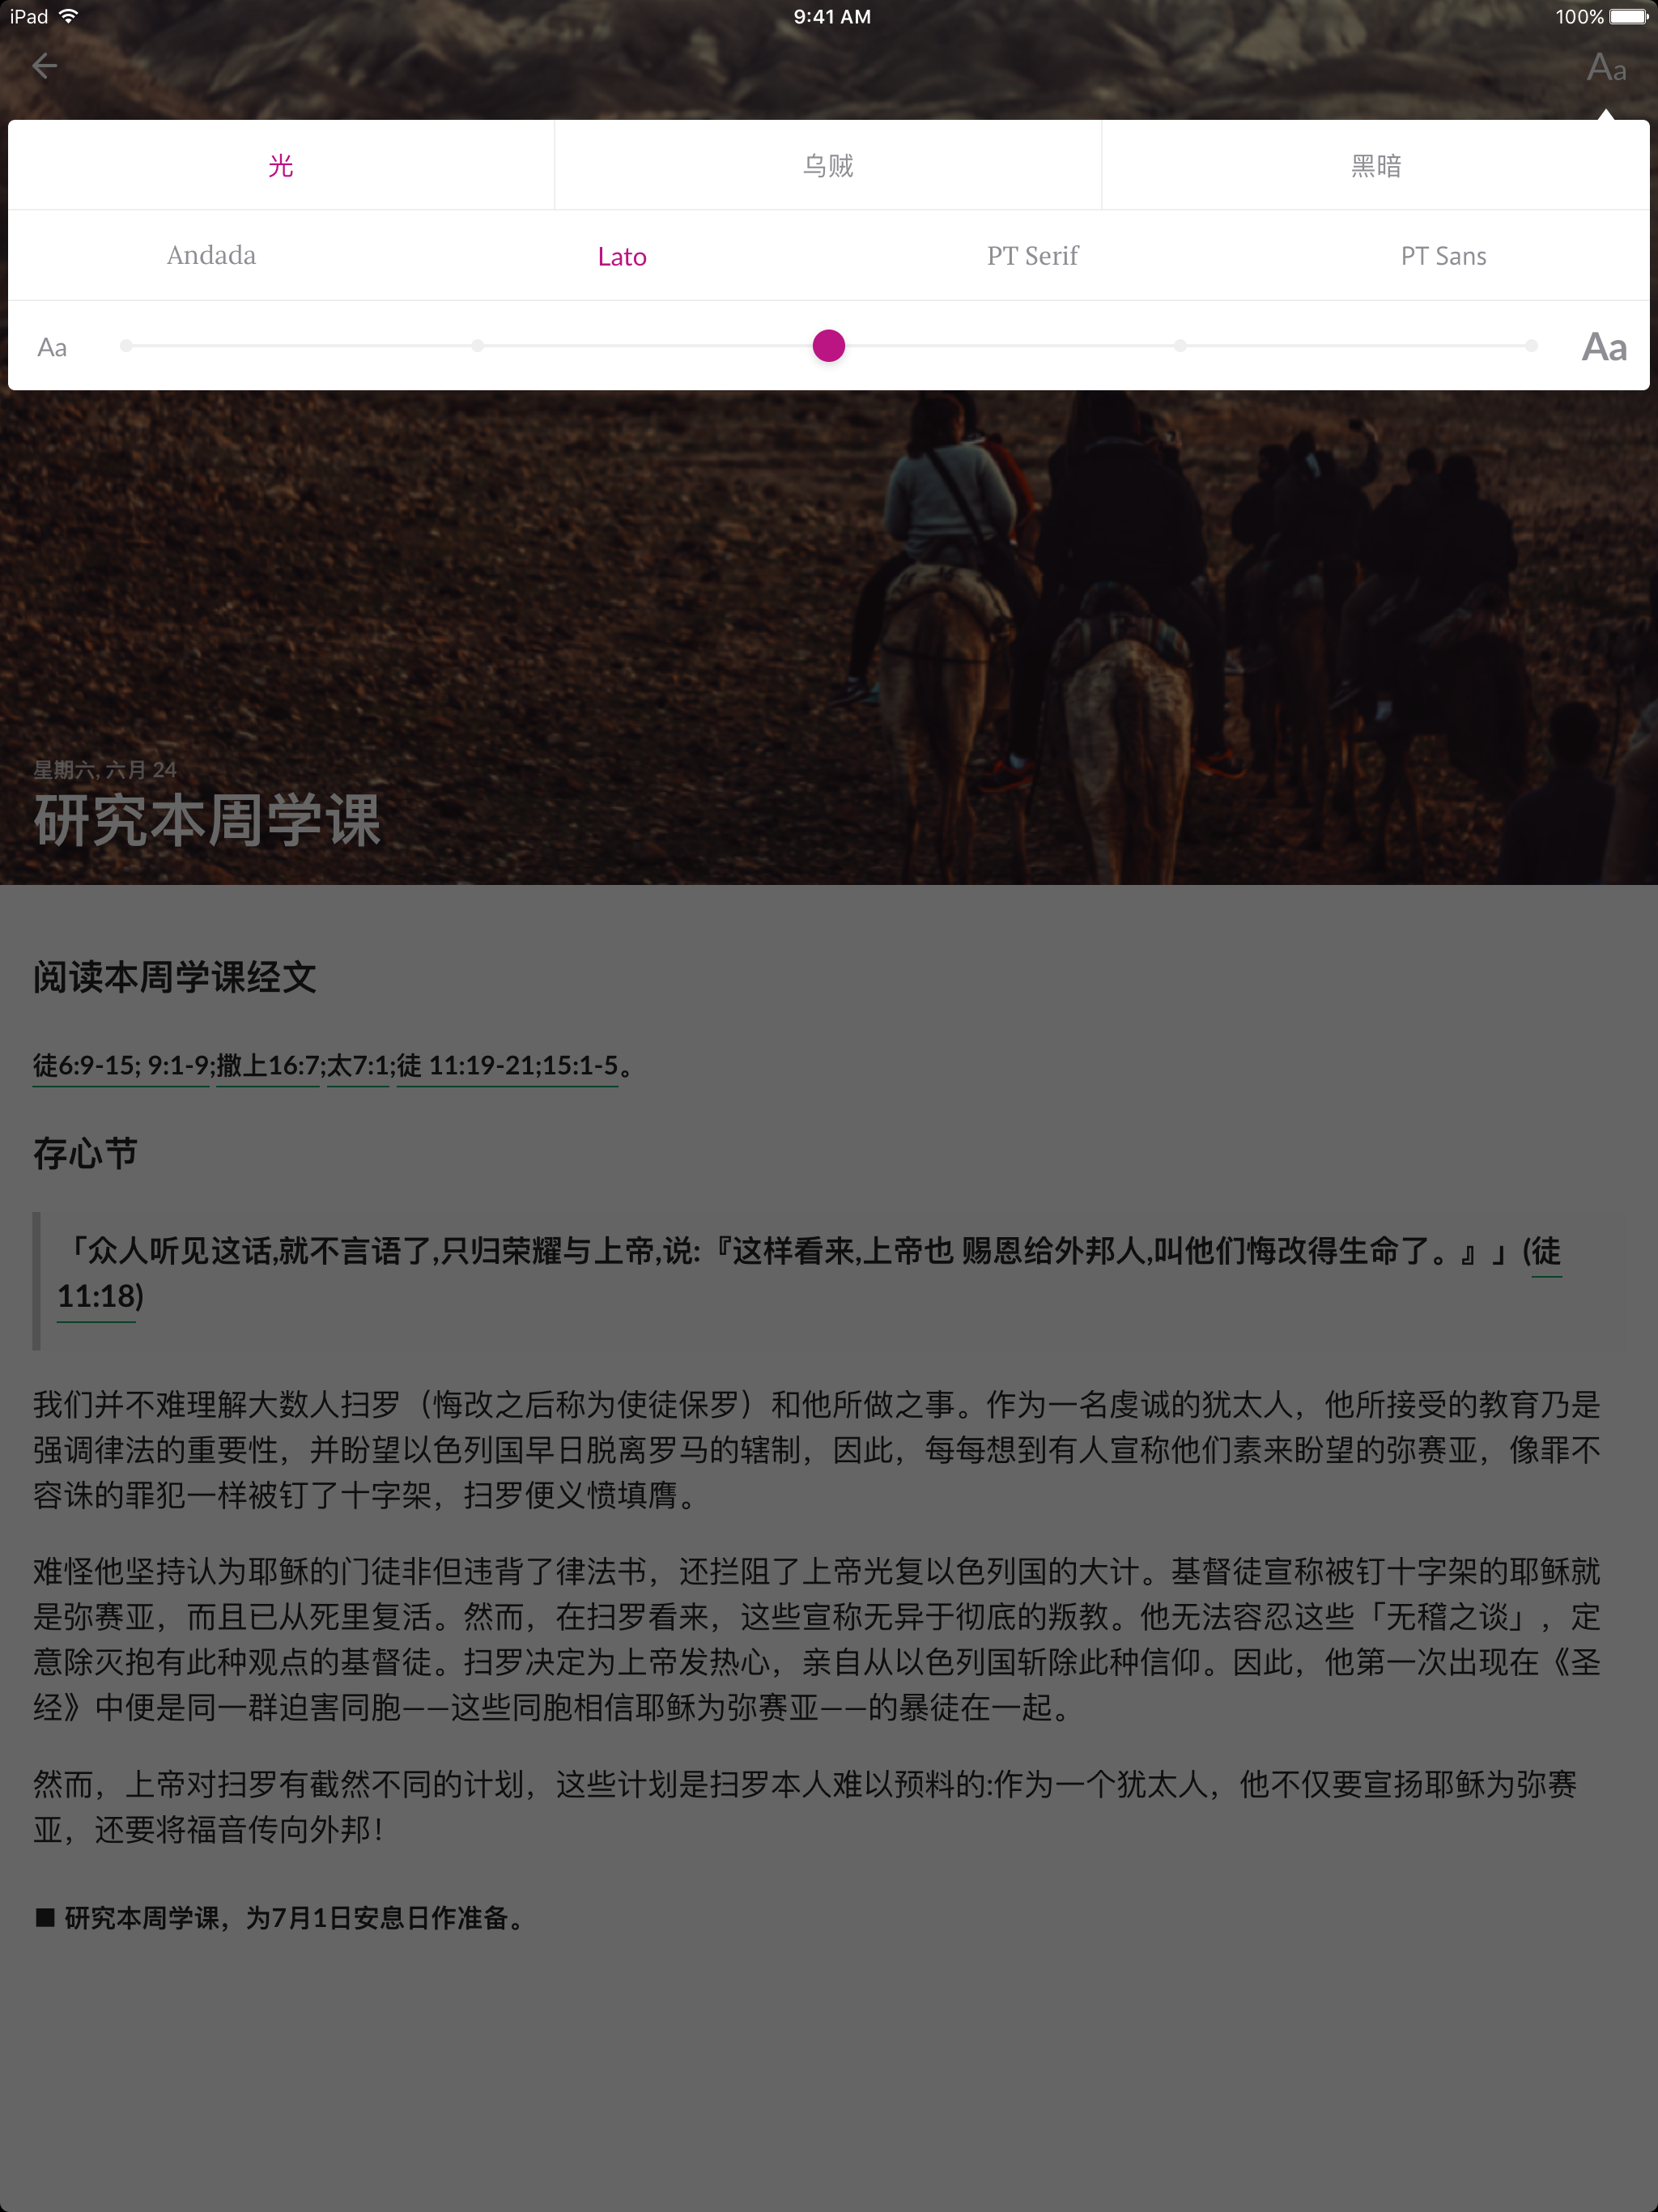 iPad 9:41 AM 100%
Aa
光 乌贼 黑暗
Andada Lato PT Serif PT Sans
Aa Aa
星期六, 六月 24
研究本周学课
阅读本周学课经文
徒6:9-15; 9:1-9;撒上16:7;太7:1;徒 11:19-21;15:1-5。
存心节
「众人听见这话,就不言语了,只归荣耀与上帝,说:『这样看来,上帝也 赐恩给外邦人,叫他们悔改得生命了。』」(徒
11:18)
我们并不难理解大数人扫罗（悔改之后称为使徒保罗）和他所做之事。作为一名虔诚的犹太人，他所接受的教育乃是
强调律法的重要性，并盼望以色列国早日脱离罗马的辖制，因此，每每想到有人宣称他们素来盼望的弥赛亚，像罪不
容诛的罪犯一样被钉了十字架，扫罗便义愤填膺。
难怪他坚持认为耶稣的门徒非但违背了律法书，还拦阻了上帝光复以色列国的大计。基督徒宣称被钉十字架的耶稣就
是弥赛亚，而且已从死里复活。然而，在扫罗看来，这些宣称无异于彻底的叛教。他无法容忍这些「无稽之谈」，定
意除灭抱有此种观点的基督徒。扫罗决定为上帝发热心，亲自从以色列国斩除此种信仰。因此，他第一次出现在《圣
经》中便是同一群迫害同胞——这些同胞相信耶稣为弥赛亚——的暴徒在一起。
然而，上帝对扫罗有截然不同的计划，这些计划是扫罗本人难以预料的:作为一个犹太人，他不仅要宣扬耶稣为弥赛
亚，还要将福音传向外邦！
■ 研究本周学课，为7月1日安息日作准备。